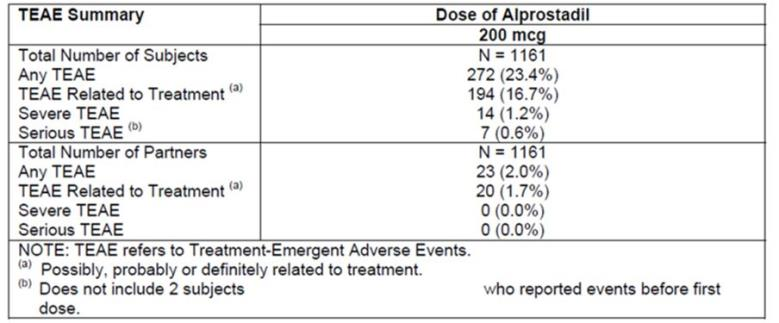 TEAE Summary Dose of Alprostadil
200 mcg
Total Number of Subjects N = 1161
Any TEAE 272 (23.4%)
TEAE Related to Treatment (a) 194 (16.7%)
Severe TEAE 14 (1.2%)
Serious TEAE (b) 7 (0.6%)
Total Number of Partners N = 1161
Any TEAE 23 (2.0%)
TEAE Related to Treatment (a) 20 (1.7%)
Severe TEAE 0 (0.0%)
Serious TEAE 0 (0.0%)
NOTE: TEAE refers to Treatment-Emergent Adverse Events.
(a) Possibly, probably or definitely related to treatment.
(b) Does not include 2 subjects who reported events before first
dose.